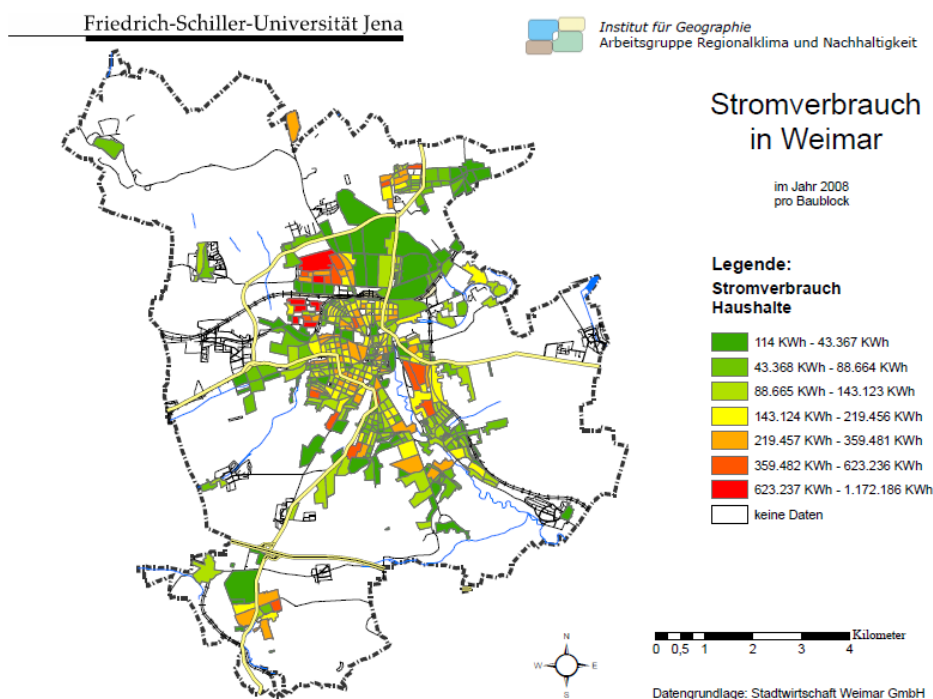 Friedrich-Schiller-Universität Jena
Institut für Geographie
Arbeitsgruppe Regionalklima und Nachhaltigkeit
Stromverbrauch
in Weimar
im Jahr 2008
pro Baublock
Legende:
Stromverbrauch
Haushalte
114 KWh - 43.367 KWh
43.368 KWh - 88.664 KWh
88.665 KWh - 143.123 KWh
143.124 KWh - 219.456 KWh
219.457 KWh - 359.481 KWh
359.482 KWh - 623.236 KWh
623.237 KWh - 1.172.186 KWh
keine Daten
N
W E
S
Kilometer
0 0,5 1 2 3 4
Datengrundlage: Stadtwirtschaft Weimar GmbH